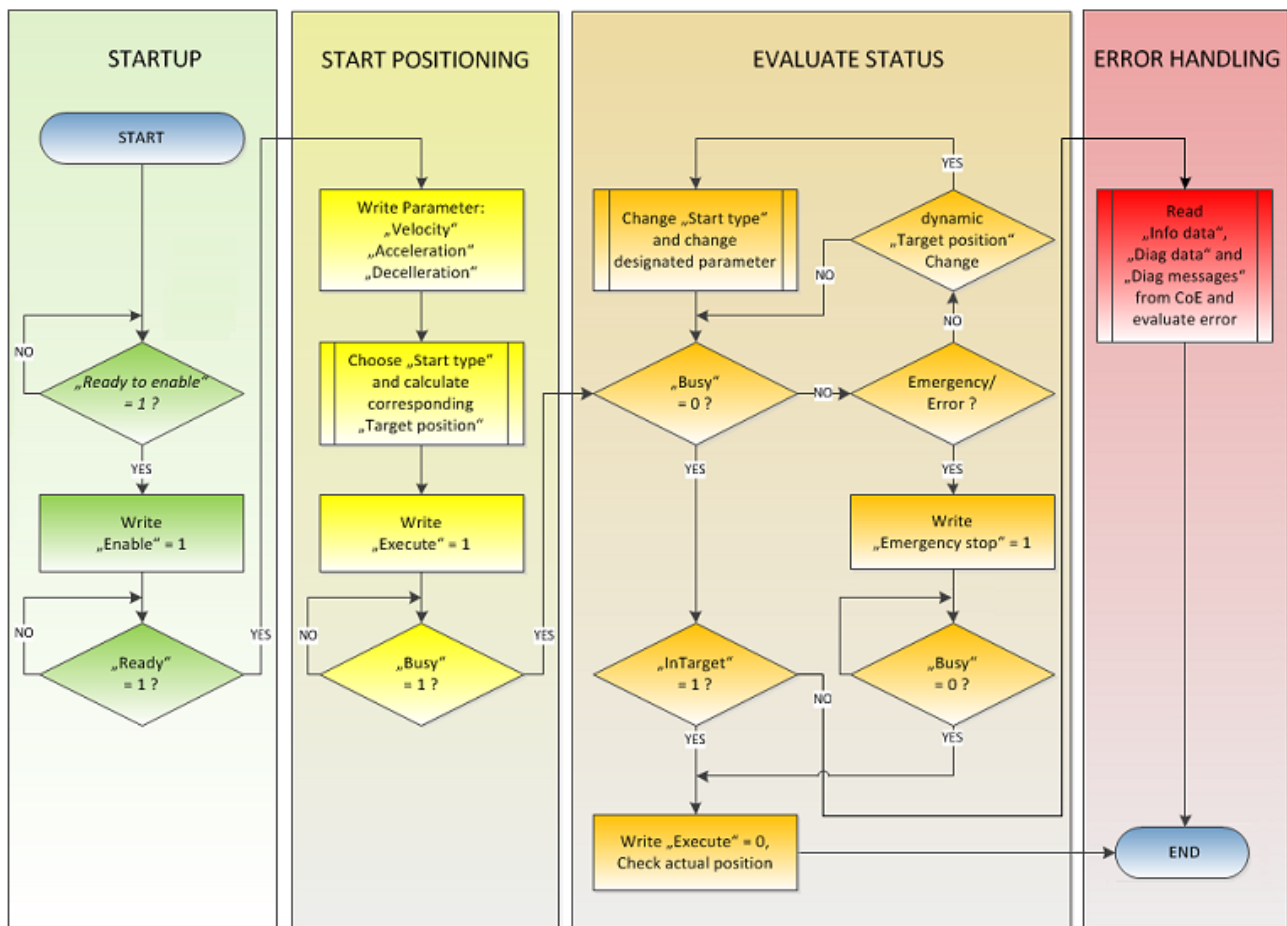 STARTUP
START
NO
„Ready to enable“
= 1 ?
YES
Write
„Enable“ = 1
NO
„Ready“
= 1 ?
YES
START POSITIONING
Write Parameter:
„Velocity“
„Acceleration“
„Decelleration“
Choose „Start type“
and calculate
corresponding
„Target position“
Write
„Execute“ = 1
NO
„Busy“
= 1 ?
YES
EVALUATE STATUS
YES
Change „Start type“
and change
designated parameter
dynamic
„Target position“
Change
NO
NO
„Busy“
= 0 ?
NO
Emergency/
Error ?
YES
YES
Write
„Emergency stop“ = 1
„InTarget“
= 1 ?
NO
„Busy“
= 0 ?
YES
YES
Write „Execute“ = 0,
Check actual position
ERROR HANDLING
Read
„Info data“,
„Diag data“ and
„Diag messages“
from CoE and
evaluate error
END